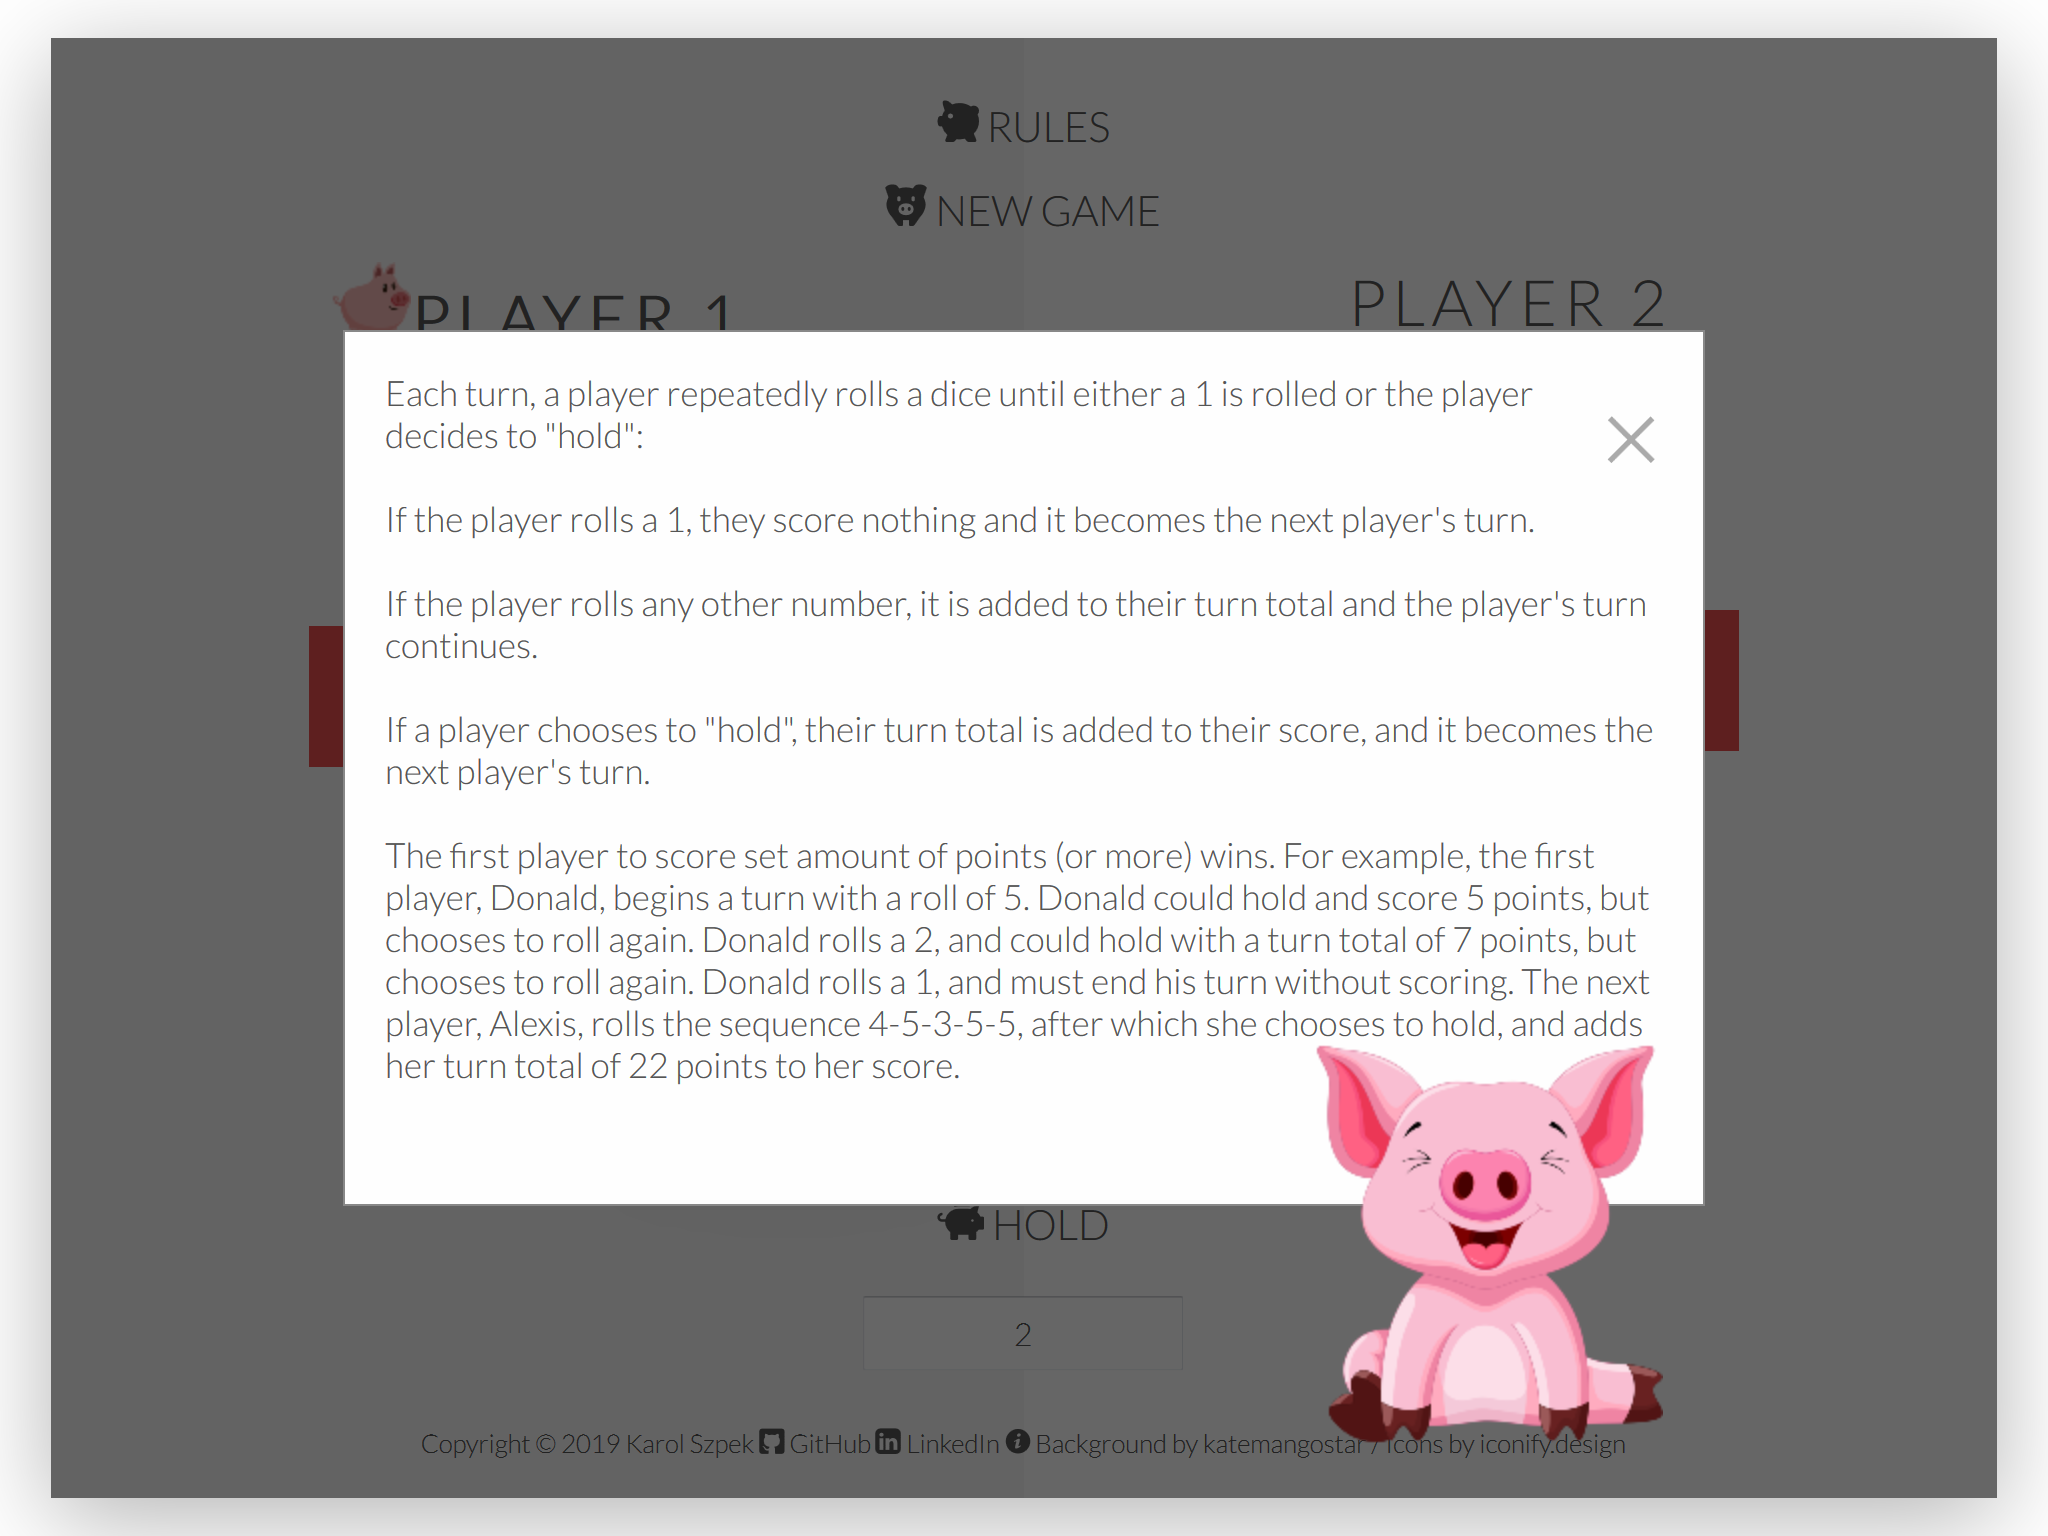 RULES
NEW GAME
PLAYER 1
PLAYER 2
Each turn, a player repeatedly rolls a dice until either a 1 is rolled or the player
decides to "hold":
If the player rolls a 1, they score nothing and it becomes the next player's turn.
If the player rolls any other number, it is added to their turn total and the player's turn
continues.
If a player chooses to "hold", their turn total is added to their score, and it becomes the
next player's turn.
The first player to score set amount of points (or more) wins. For example, the first
player, Donald, begins a turn with a roll of 5. Donald could hold and score 5 points, but
chooses to roll again. Donald rolls a 2, and could hold with a turn total of 7 points, but
chooses to roll again. Donald rolls a 1, and must end his turn without scoring. The next
player, Alexis, rolls the sequence 4-5-3-5-5, after which she chooses to hold, and adds
her turn total of 22 points to her score.
HOLD
2
Copyright © 2019 Karol Szpek GitHub LinkedIn Background by katemangostar / Icons by iconify.design